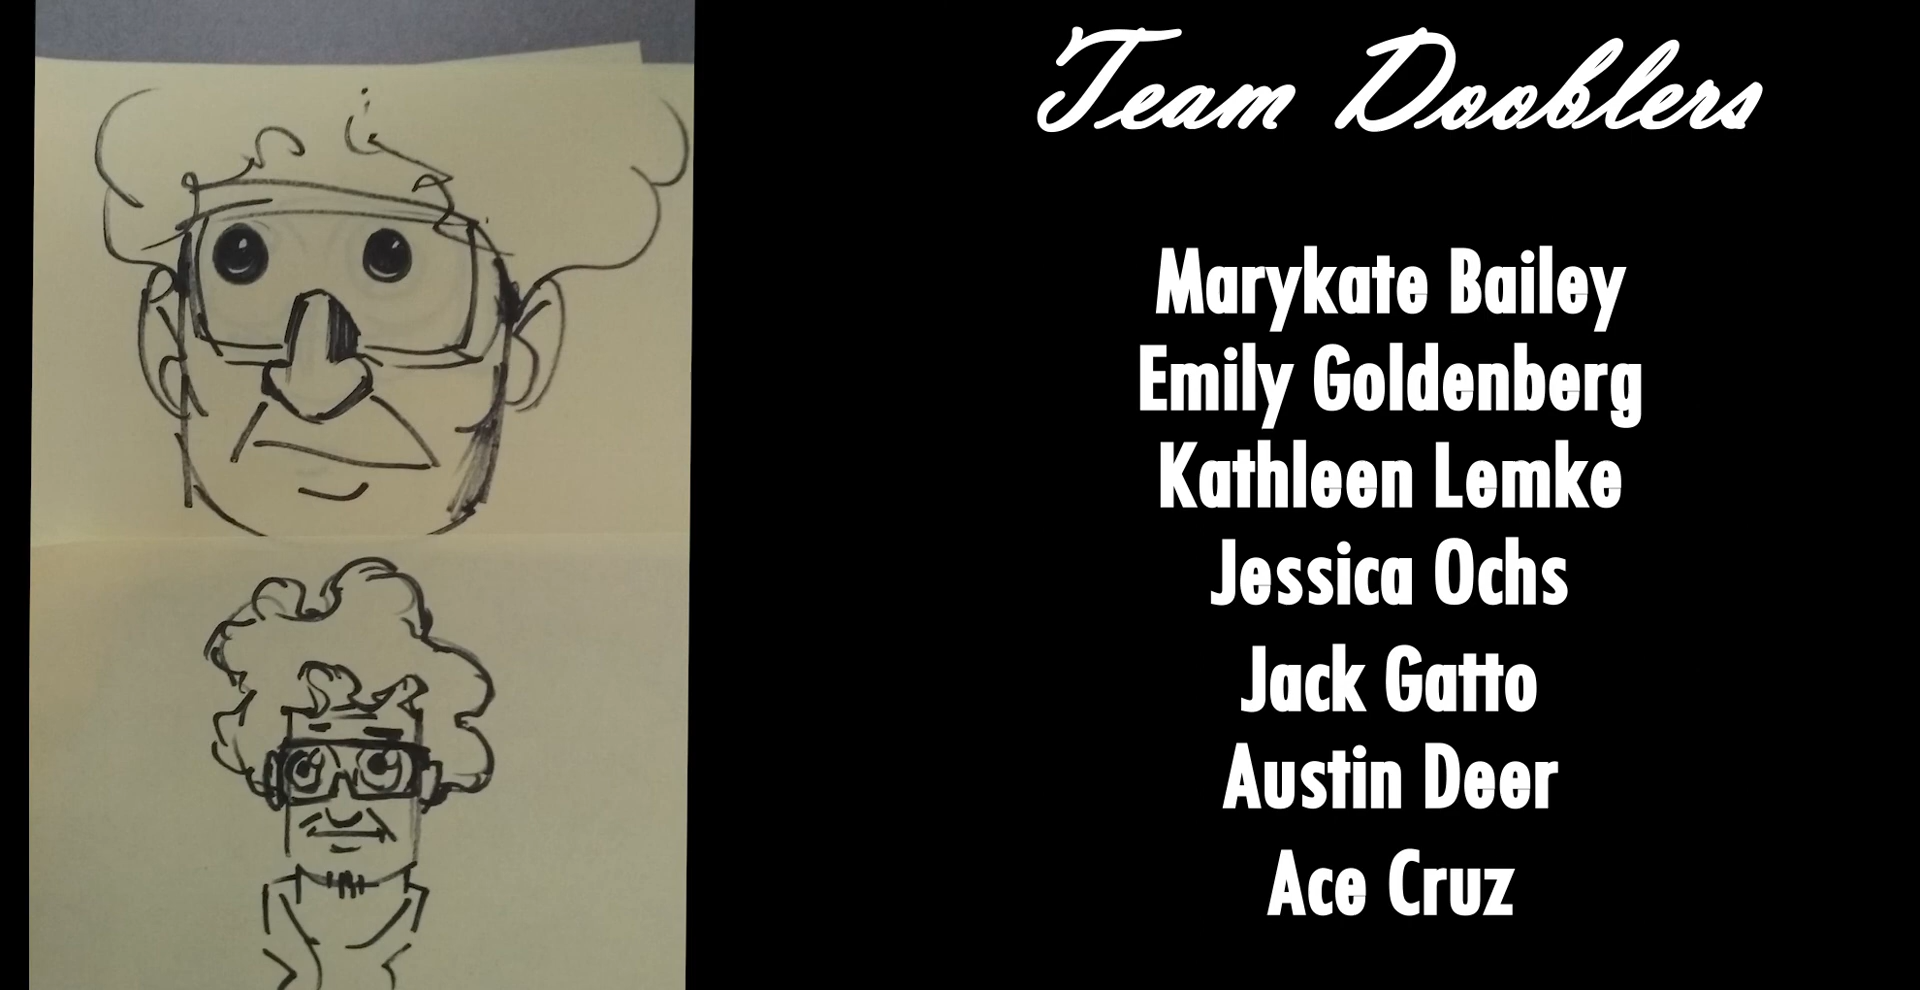 Team Dooblers
Marykate Bailey
Emily Goldenberg
Kathleen Lemke
Jessica Ochs
Jack Gatto
Austin Deer
Ace Cruz